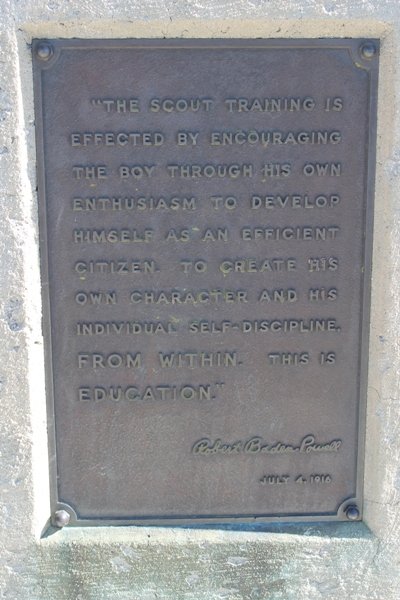 "THE SCOUT TRAINING IS
EFFECTED BY ENCOURAGING
THE BOY THROUGH HIS OWN
ENTHUSIASM TO DEVELOP
HIMSELF AS AN EFFICIENT
CITIZEN. TO CREATE HIS
OWN CHARACTER AND HIS
INDIVIDUAL SELF-DISCIPLINE,
FROM WITHIN. THIS IS
EDUCATION."
Robert Baden-Powell
JULY 4, 1916